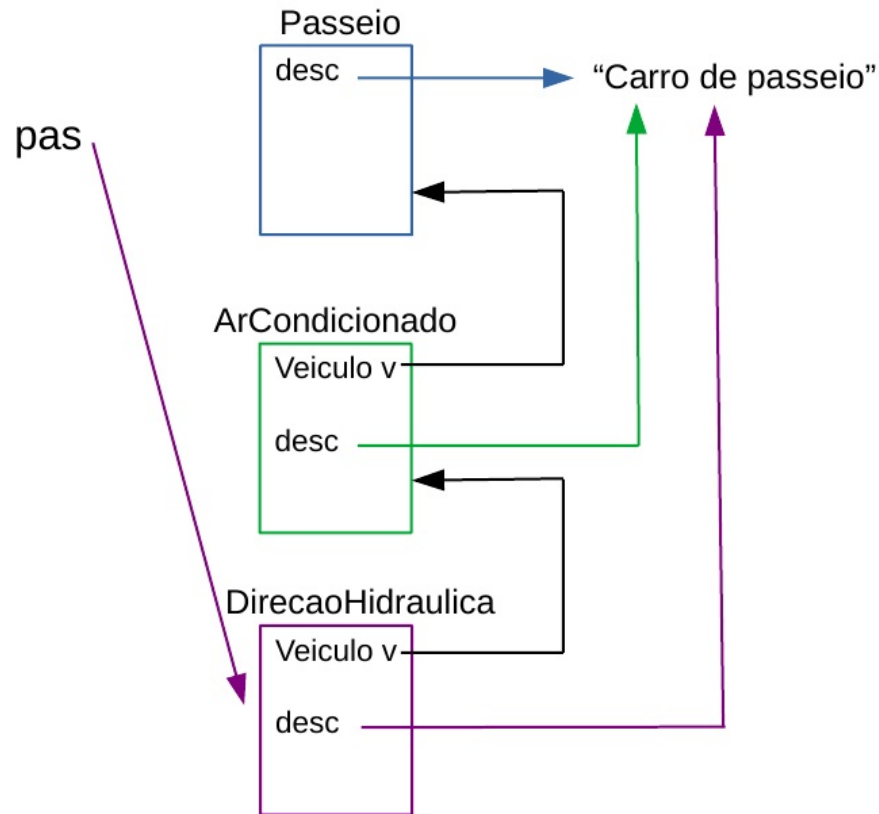 Passeio
desc
“Carro de passeio”
pas
ArCondicionado
Veiculo v
desc
DirecaoHidraulica
Veiculo v
desc